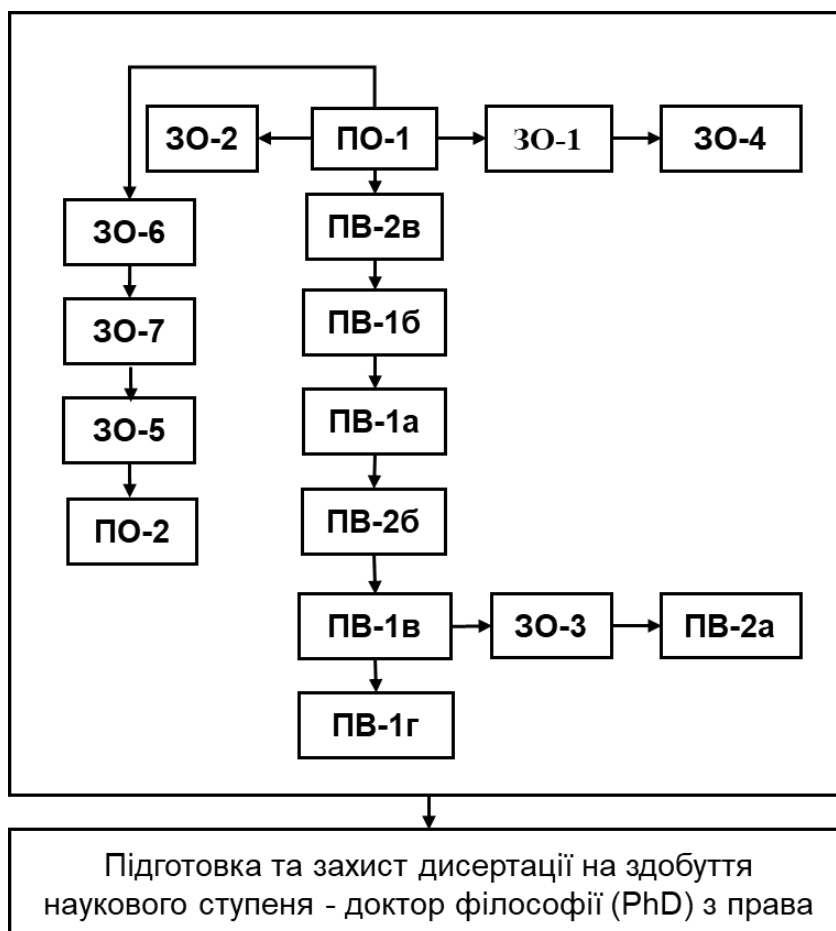 ЗО-2
ПО-1
ЗО-1
ЗО-4
ЗО-6
ПВ-2в
ЗО-7
ПВ-1б
ЗО-5
ПВ-1а
ПО-2
ПВ-2б
ПВ-1в
ЗО-3
ПВ-2а
ПВ-1г
Підготовка та захист дисертації на здобуття
наукового ступеня - доктор філософії (PhD) з права